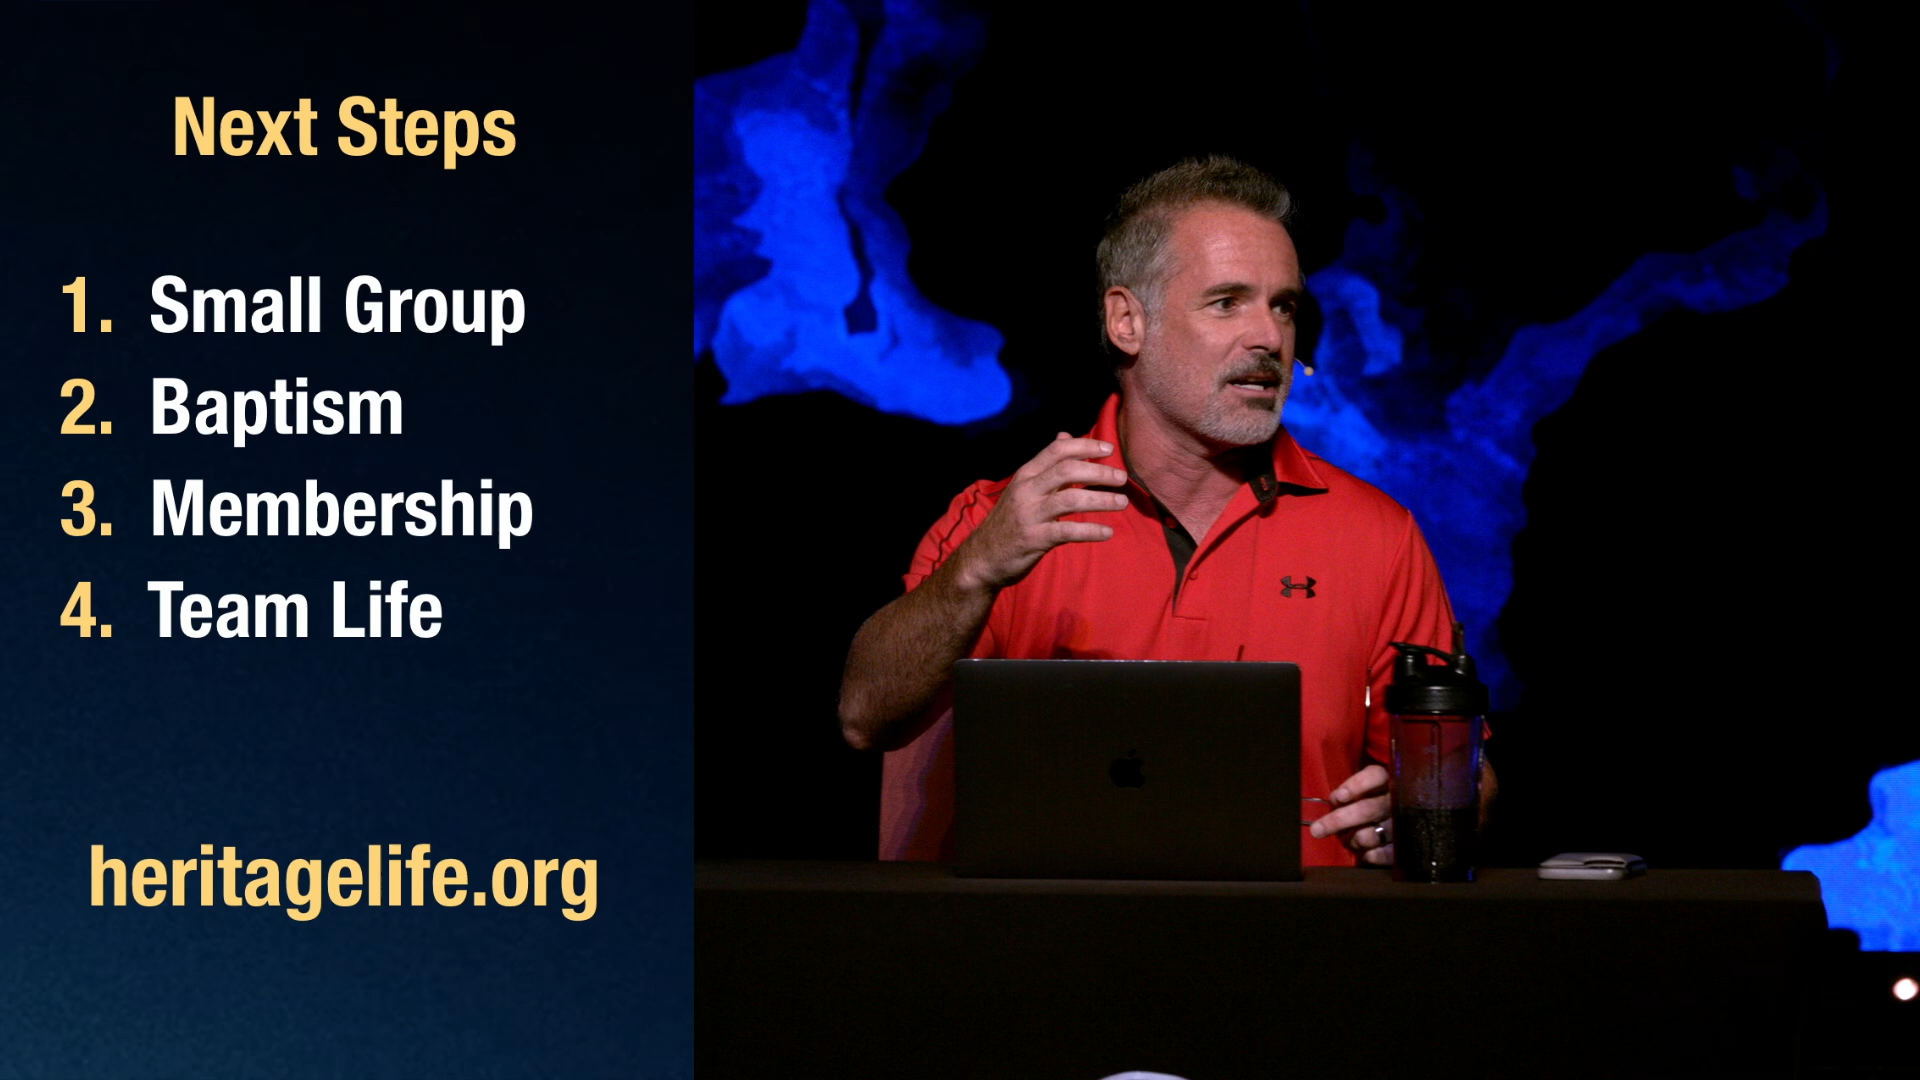 Next Steps
1. Small Group
2. Baptism
3. Membership
4. Team Life
heritagelife.org